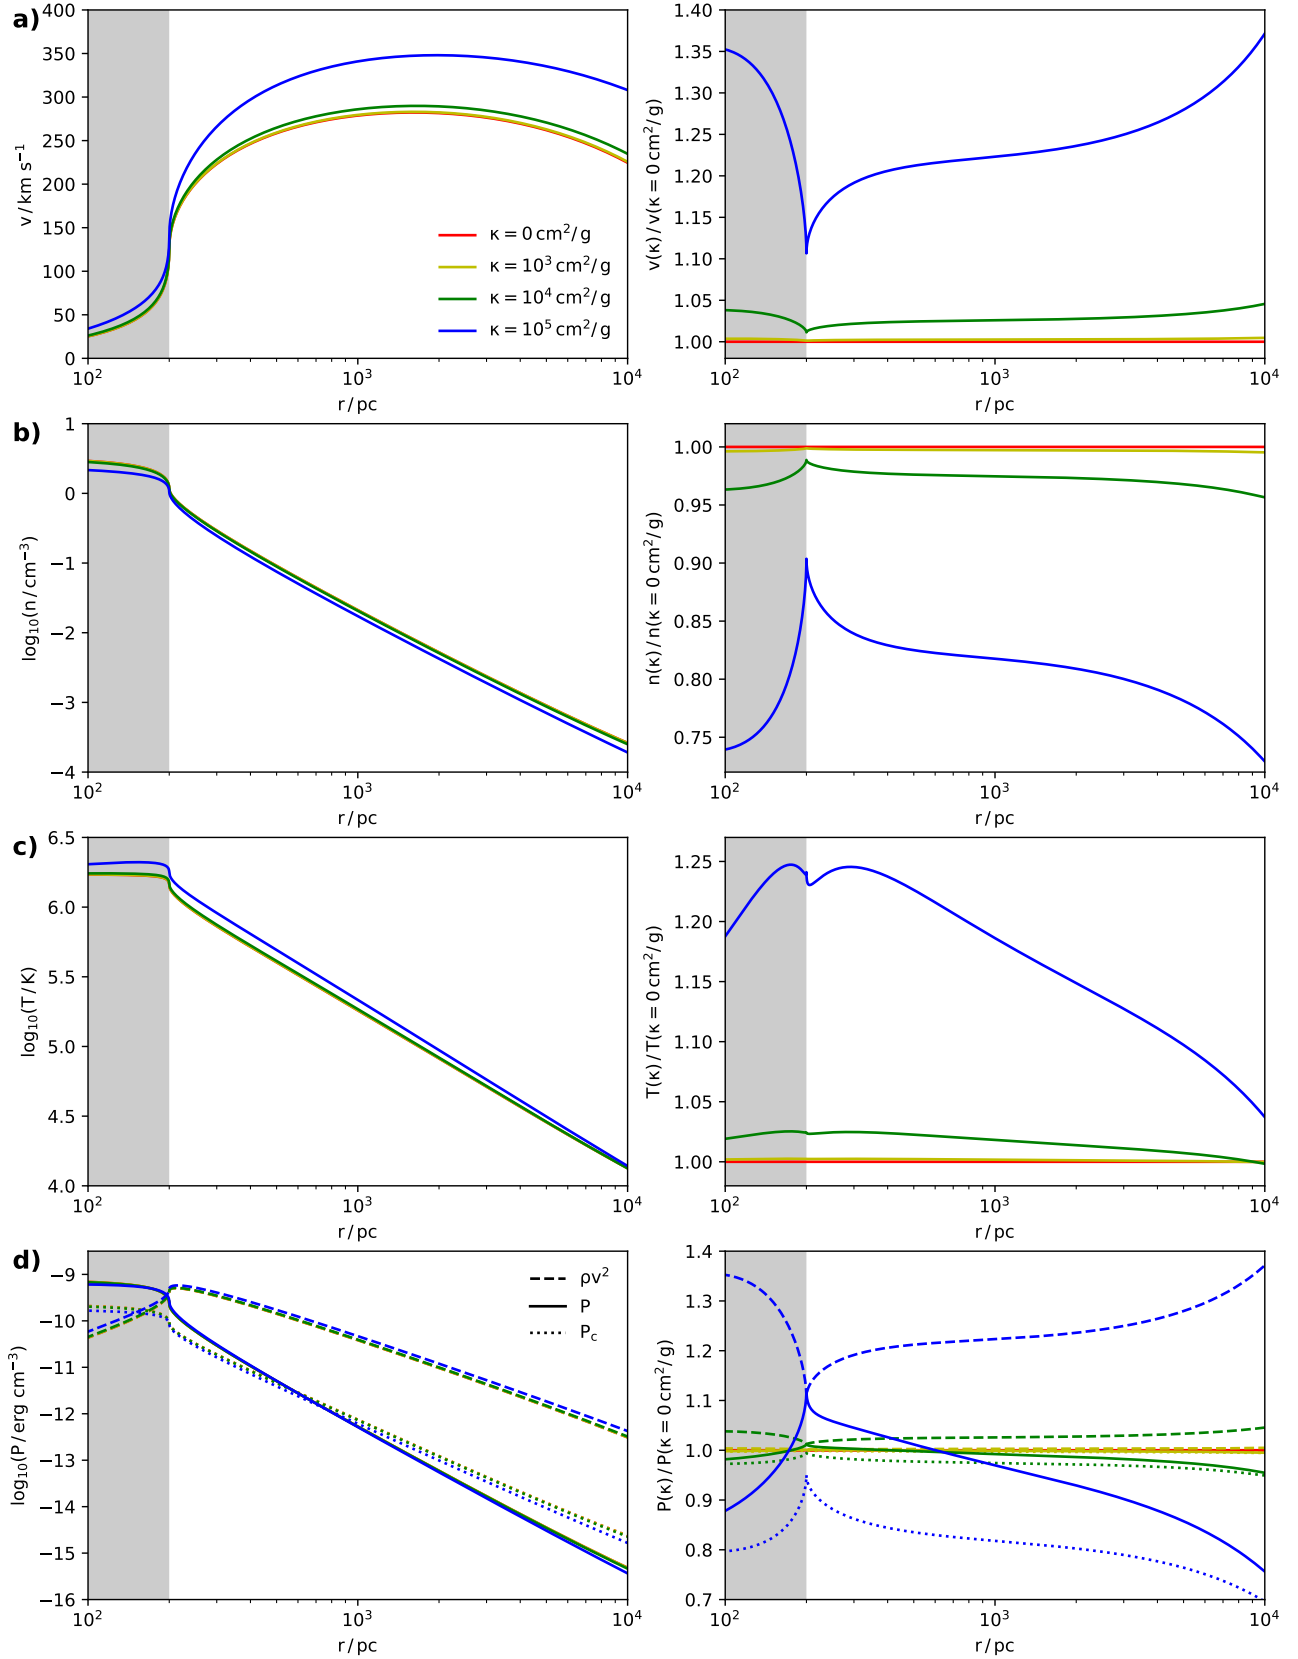 a)
v / km s⁻¹
400
350
300
250
200
150
100
50
0
κ = 0 cm²/ g
κ = 10³ cm²/ g
κ = 10⁴ cm²/ g
κ = 10⁵ cm²/ g
10² 10³ 10⁴
r / pc
v(κ) / v(κ = 0 cm²/ g)
1.40
1.35
1.30
1.25
1.20
1.15
1.10
1.05
1.00
10² 10³ 10⁴
r / pc
b)
log₁₀(n / cm⁻³)
1
0
−1
−2
−3
−4
10² 10³ 10⁴
r / pc
n(κ) / n(κ = 0 cm²/ g)
1.00
0.95
0.90
0.85
0.80
0.75
10² 10³ 10⁴
r / pc
c)
log₁₀(T / K)
6.5
6.0
5.5
5.0
4.5
4.0
10² 10³ 10⁴
r / pc
T(κ) / T(κ = 0 cm²/ g)
1.25
1.20
1.15
1.10
1.05
1.00
10² 10³ 10⁴
r / pc
d)
log₁₀(P / erg cm⁻³)
−9
−10
−11
−12
−13
−14
−15
−16
ρv²
P
P_c
10² 10³ 10⁴
r / pc
P(κ) / P(κ = 0 cm²/ g)
1.4
1.3
1.2
1.1
1.0
0.9
0.8
0.7
10² 10³ 10⁴
r / pc